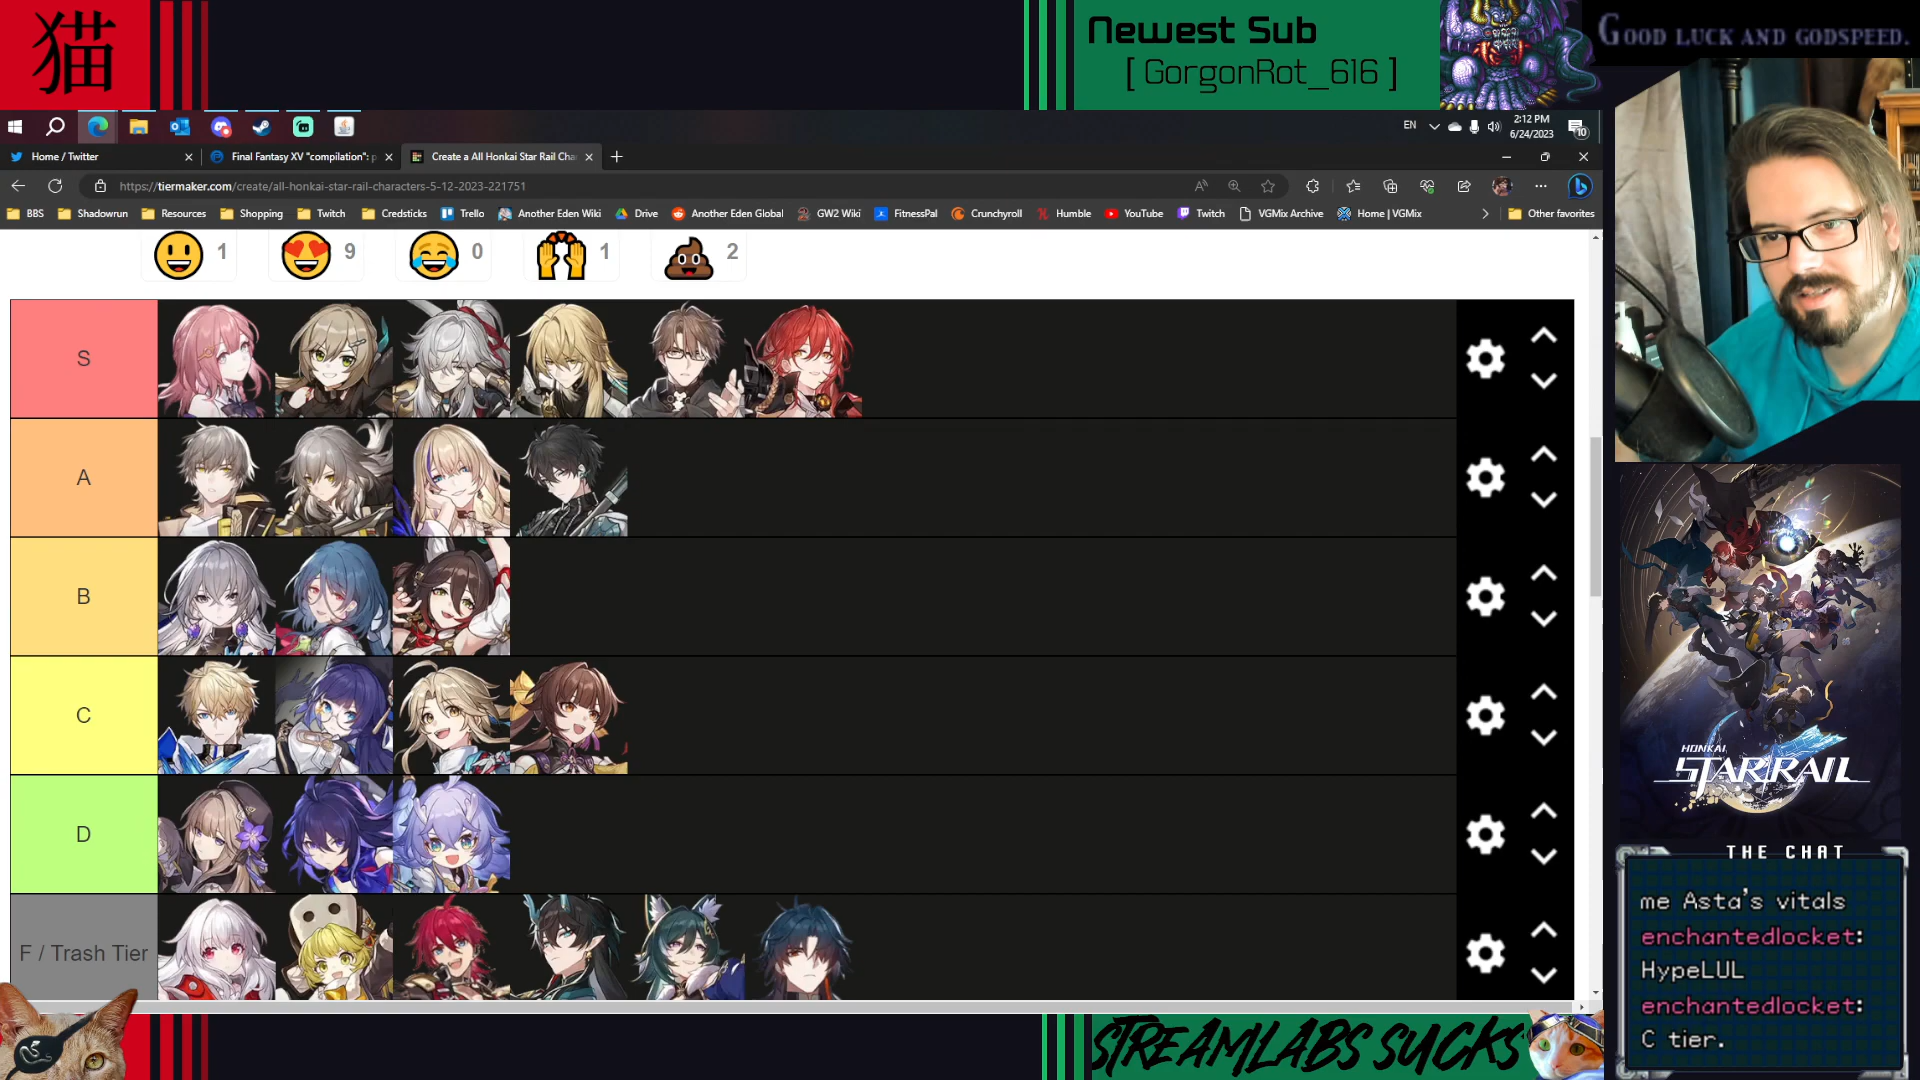 猫
Newest Sub
[ GorgonRot_616 ]
GOOD LUCK AND GODSPEED.
EN
2:12 PM
6/24/2023
10
Home / Twitter
Final Fantasy XV "compilation": p
Create a All Honkai Star Rail Cha
https://tiermaker.com/create/all-honkai-star-rail-characters-5-12-2023-221751
BBS
Shadowrun
Resources
Shopping
Twitch
Credsticks
Trello
Another Eden Wiki
Drive
Another Eden Global
GW2 Wiki
FitnessPal
Crunchyroll
Humble
YouTube
Twitch
VGMix Archive
Home | VGMix
Other favorites
1
9
0
1
2
S
A
B
C
D
F / Trash Tier
HONKAI
STAR RAIL
THE CHAT
me Asta's vitals
enchantedlocket:
HypeLUL
enchantedlocket:
C tier.
STREAMLABS SUCKS